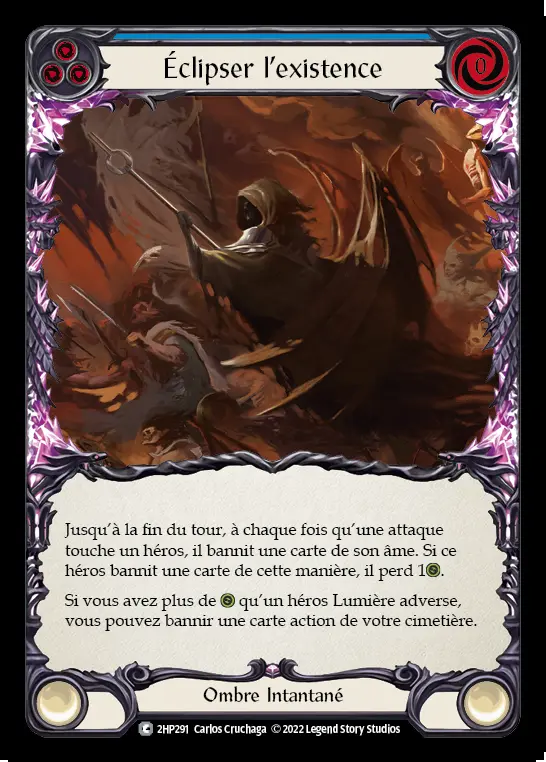 Éclipser l'existence
0
Jusqu'à la fin du tour, à chaque fois qu'une attaque
touche un héros, il bannit une carte de son âme. Si ce
héros bannit une carte de cette manière, il perd 1.
Si vous avez plus de qu'un héros Lumière adverse,
vous pouvez bannir une carte action de votre cimetière.
Ombre Intantané
C 2HP291 Carlos Cruchaga © 2022 Legend Story Studios